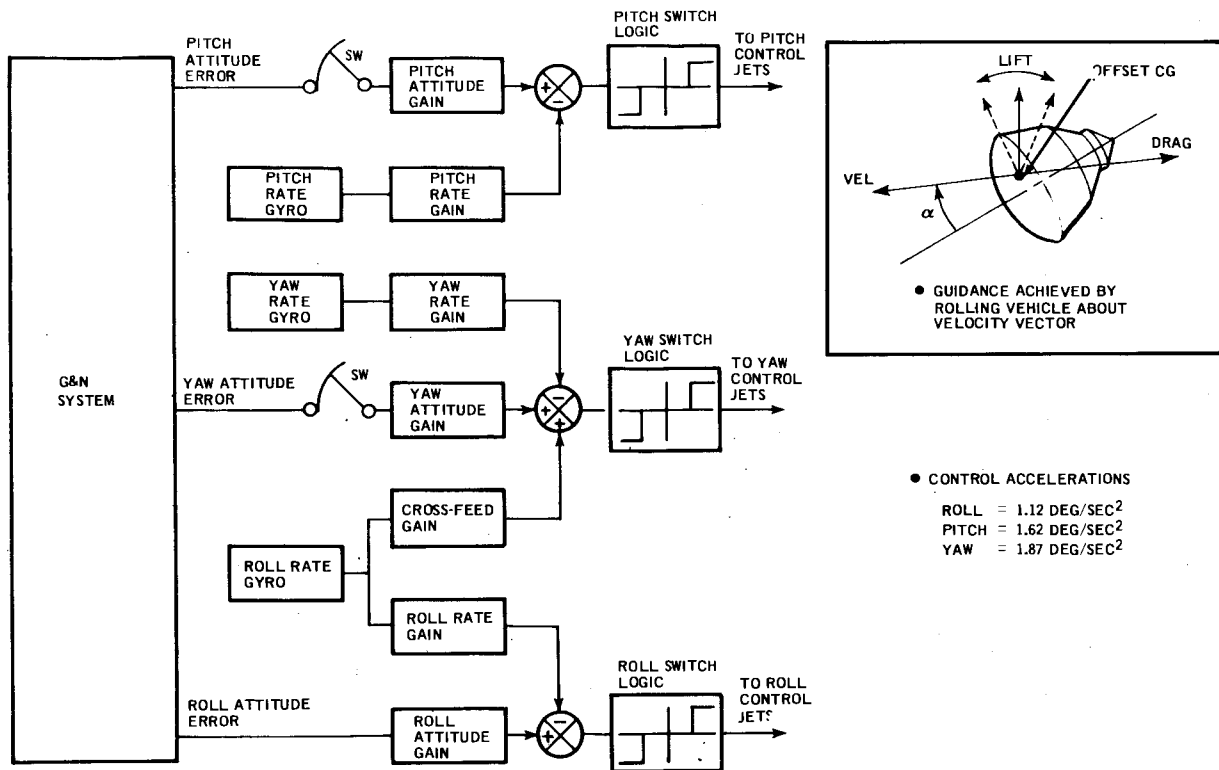 PITCH
ATTITUDE
ERROR
SW
PITCH
ATTITUDE
GAIN
+
−
PITCH SWITCH
LOGIC
TO PITCH
CONTROL
JETS
PITCH
RATE
GYRO
PITCH
RATE
GAIN
YAW
RATE
GYRO
YAW
RATE
GAIN
G&N
SYSTEM
YAW ATTITUDE
ERROR
SW
YAW
ATTITUDE
GAIN
−
+
+
YAW SWITCH
LOGIC
TO YAW
CONTROL
JETS
CROSS-FEED
GAIN
ROLL RATE
GYRO
ROLL RATE
GAIN
ROLL ATTITUDE
ERROR
ROLL
ATTITUDE
GAIN
−
+
ROLL SWITCH
LOGIC
TO ROLL
CONTROL
JETS
LIFT
OFFSET CG
DRAG
VEL
α
● GUIDANCE ACHIEVED BY
ROLLING VEHICLE ABOUT
VELOCITY VECTOR
● CONTROL ACCELERATIONS
ROLL = 1.12 DEG/SEC²
PITCH = 1.62 DEG/SEC²
YAW = 1.87 DEG/SEC²